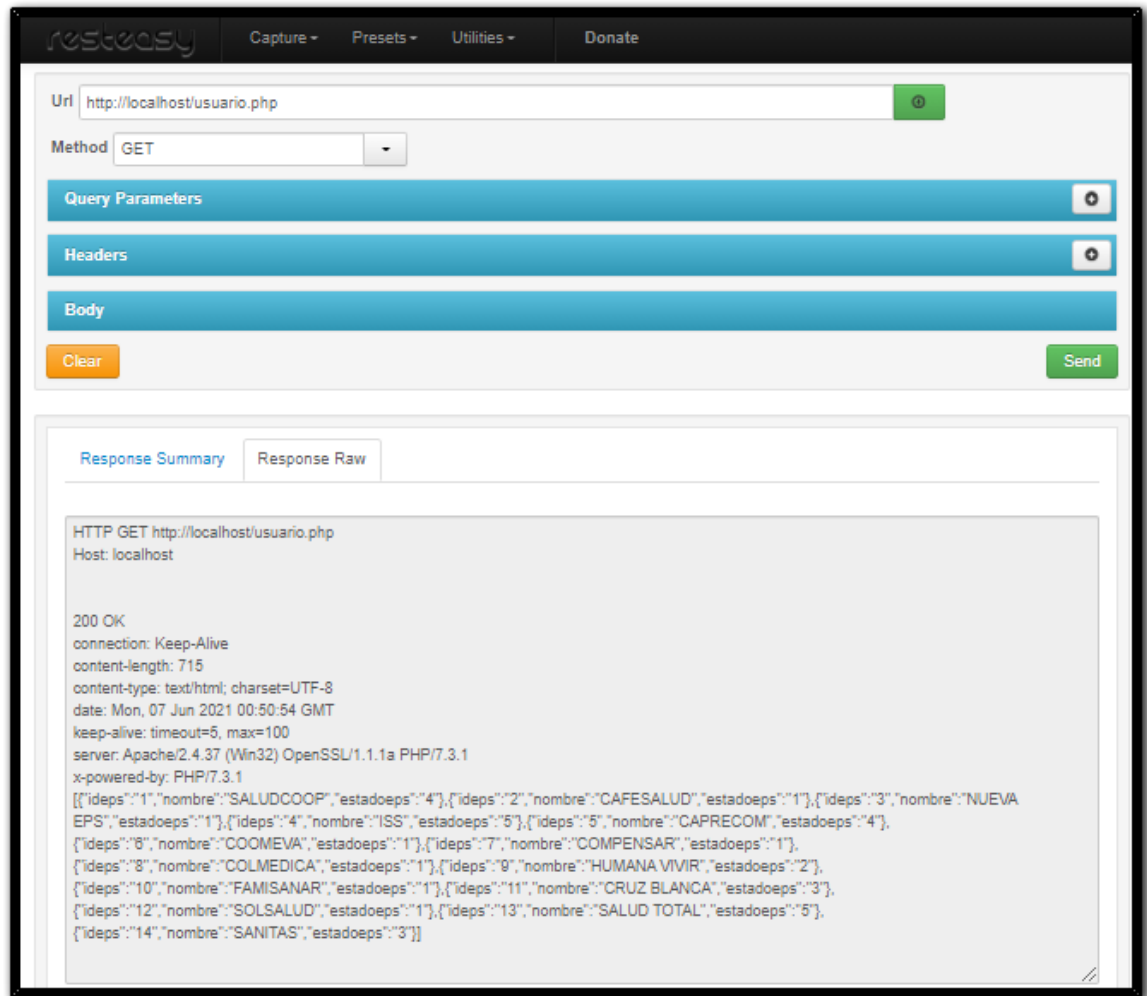 resteasy Capture Presets Utilities Donate
Url http://localhost/usuario.php
Method GET
Query Parameters
Headers
Body
Clear Send
Response Summary Response Raw
HTTP GET http://localhost/usuario.php
Host: localhost
200 OK
connection: Keep-Alive
content-length: 715
content-type: text/html; charset=UTF-8
date: Mon, 07 Jun 2021 00:50:54 GMT
keep-alive: timeout=5, max=100
server: Apache/2.4.37 (Win32) OpenSSL/1.1.1a PHP/7.3.1
x-powered-by: PHP/7.3.1
[{"ideps":"1","nombre":"SALUDCOOP","estadoeps":"4"},{"ideps":"2","nombre":"CAFESALUD","estadoeps":"1"},{"ideps":"3","nombre":"NUEVA
EPS","estadoeps":"1"},{"ideps":"4","nombre":"ISS","estadoeps":"5"},{"ideps":"5","nombre":"CAPRECOM","estadoeps":"4"},
{"ideps":"6","nombre":"COOMEVA","estadoeps":"1"},{"ideps":"7","nombre":"COMPENSAR","estadoeps":"1"},
{"ideps":"8","nombre":"COLMEDICA","estadoeps":"1"},{"ideps":"9","nombre":"HUMANA VIVIR","estadoeps":"2"},
{"ideps":"10","nombre":"FAMISANAR","estadoeps":"1"},{"ideps":"11","nombre":"CRUZ BLANCA","estadoeps":"3"},
{"ideps":"12","nombre":"SOLSALUD","estadoeps":"1"},{"ideps":"13","nombre":"SALUD TOTAL","estadoeps":"5"},
{"ideps":"14","nombre":"SANITAS","estadoeps":"3"}]